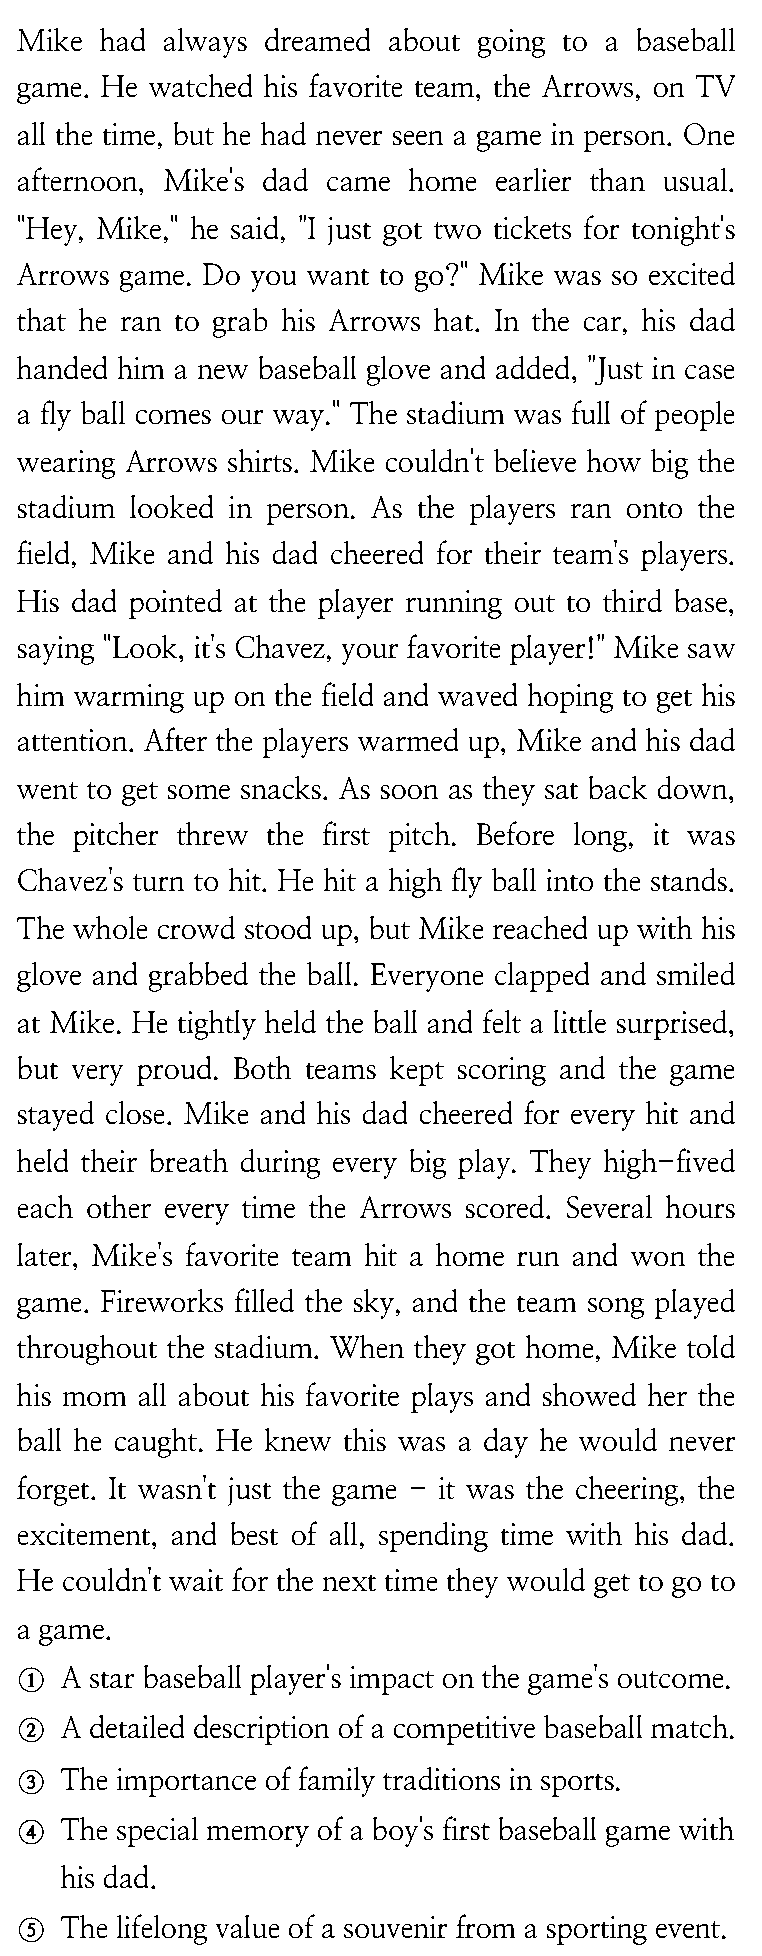 Mike had always dreamed about going to a baseball
game. He watched his favorite team, the Arrows, on TV
all the time, but he had never seen a game in person. One
afternoon, Mike's dad came home earlier than usual.
"Hey, Mike," he said, "I just got two tickets for tonight's
Arrows game. Do you want to go?" Mike was so excited
that he ran to grab his Arrows hat. In the car, his dad
handed him a new baseball glove and added, "Just in case
a fly ball comes our way." The stadium was full of people
wearing Arrows shirts. Mike couldn't believe how big the
stadium looked in person. As the players ran onto the
field, Mike and his dad cheered for their team's players.
His dad pointed at the player running out to third base,
saying "Look, it's Chavez, your favorite player!" Mike saw
him warming up on the field and waved hoping to get his
attention. After the players warmed up, Mike and his dad
went to get some snacks. As soon as they sat back down,
the pitcher threw the first pitch. Before long, it was
Chavez's turn to hit. He hit a high fly ball into the stands.
The whole crowd stood up, but Mike reached up with his
glove and grabbed the ball. Everyone clapped and smiled
at Mike. He tightly held the ball and felt a little surprised,
but very proud. Both teams kept scoring and the game
stayed close. Mike and his dad cheered for every hit and
held their breath during every big play. They high-fived
each other every time the Arrows scored. Several hours
later, Mike's favorite team hit a home run and won the
game. Fireworks filled the sky, and the team song played
throughout the stadium. When they got home, Mike told
his mom all about his favorite plays and showed her the
ball he caught. He knew this was a day he would never
forget. It wasn't just the game - it was the cheering, the
excitement, and best of all, spending time with his dad.
He couldn't wait for the next time they would get to go to
a game.
① A star baseball player's impact on the game's outcome.
② A detailed description of a competitive baseball match.
③ The importance of family traditions in sports.
④ The special memory of a boy's first baseball game with
his dad.
⑤ The lifelong value of a souvenir from a sporting event.